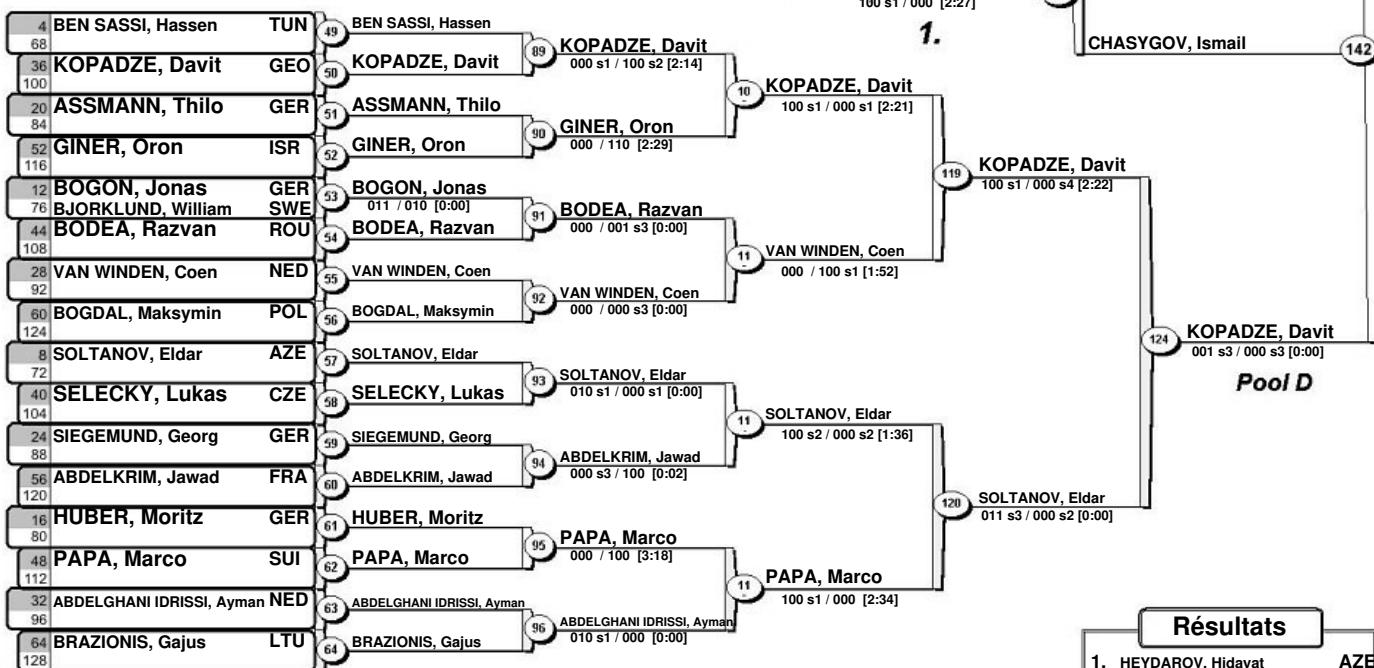 100 s1 / 000 [2:27]
1.
CHASYGOV, Ismail
142
4 BEN SASSI, Hassen TUN
68
36 KOPADZE, Davit GEO
100
20 ASSMANN, Thilo GER
84
52 GINER, Oron ISR
116
12 BOGON, Jonas GER
76 BJORKLUND, William SWE
44 BODEA, Razvan ROU
108
28 VAN WINDEN, Coen NED
92
60 BOGDAL, Maksymin POL
124
8 SOLTANOV, Eldar AZE
72
40 SELECKY, Lukas CZE
104
24 SIEGEMUND, Georg GER
88
56 ABDELKRIM, Jawad FRA
120
16 HUBER, Moritz GER
80
48 PAPA, Marco SUI
112
32 ABDELGHANI IDRISSI, Ayman NED
96
64 BRAZIONIS, Gajus LTU
128
49 BEN SASSI, Hassen
50 KOPADZE, Davit
51 ASSMANN, Thilo
52 GINER, Oron
53 BOGON, Jonas
011 / 010 [0:00]
54 BODEA, Razvan
55 VAN WINDEN, Coen
56 BOGDAL, Maksymin
57 SOLTANOV, Eldar
58 SELECKY, Lukas
59 SIEGEMUND, Georg
60 ABDELKRIM, Jawad
61 HUBER, Moritz
62 PAPA, Marco
63 ABDELGHANI IDRISSI, Ayman
64 BRAZIONIS, Gajus
89 KOPADZE, Davit
000 s1 / 100 s2 [2:14]
90 GINER, Oron
000 / 110 [2:29]
91 BODEA, Razvan
000 / 001 s3 [0:00]
92 VAN WINDEN, Coen
000 / 000 s3 [0:00]
93 SOLTANOV, Eldar
010 s1 / 000 s1 [0:00]
94 ABDELKRIM, Jawad
000 s3 / 100 [0:02]
95 PAPA, Marco
000 / 100 [3:18]
96 ABDELGHANI IDRISSI, Ayman
010 s1 / 000 [0:00]
10 KOPADZE, Davit
100 s1 / 000 s1 [2:21]
11 VAN WINDEN, Coen
000 / 100 s1 [1:52]
11 SOLTANOV, Eldar
100 s2 / 000 s2 [1:36]
11 PAPA, Marco
100 s1 / 000 [2:34]
119 KOPADZE, Davit
100 s1 / 000 s4 [2:22]
120 SOLTANOV, Eldar
011 s3 / 000 s2 [0:00]
124 KOPADZE, Davit
001 s3 / 000 s3 [0:00]
Pool D
Résultats
1. HEYDAROV, Hidayat AZE